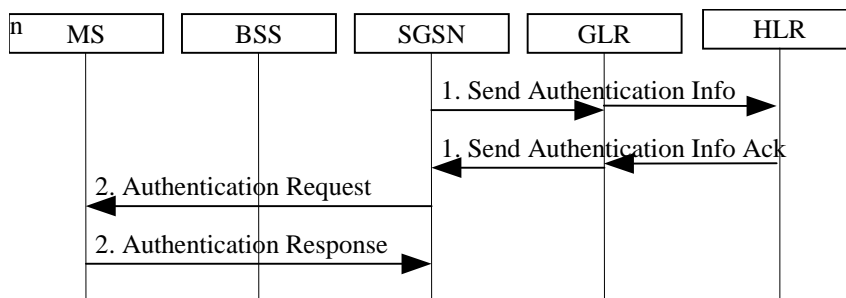 n
MS BSS SGSN GLR HLR
1. Send Authentication Info
1. Send Authentication Info Ack
2. Authentication Request
2. Authentication Response